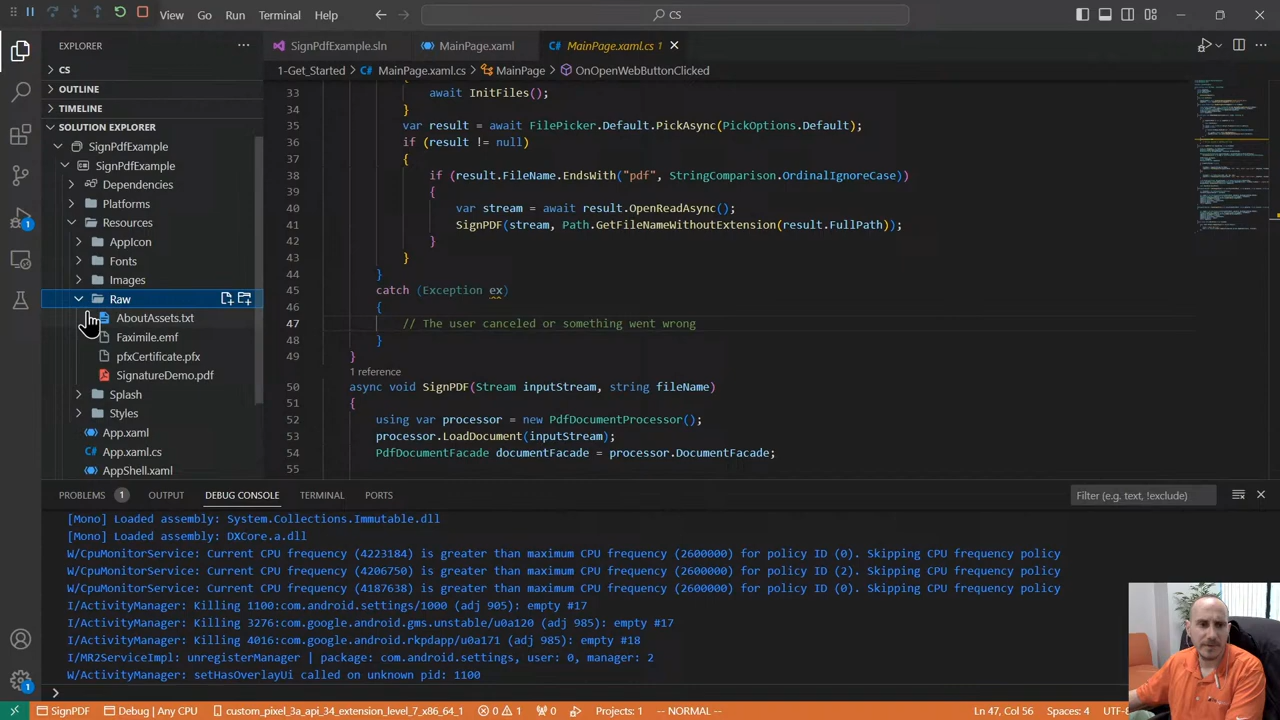 View Go Run Terminal Help CS
EXPLORER ···
SignPdfExample.sln MainPage.xaml MainPage.xaml.cs 1
1-Get_Started > MainPage.xaml.cs > MainPage > OnOpenWebButtonClicked
CS
OUTLINE
TIMELINE
SOLUTION EXPLORER
SignPdfExample
SignPdfExample
Dependencies
Platforms
Resources
AppIcon
Fonts
Images
Raw
AboutAssets.txt
Faximile.emf
pfxCertificate.pfx
SignatureDemo.pdf
Splash
Styles
App.xaml
App.xaml.cs
AppShell.xaml
33 await InitFiles();
34 }
35 var result = await FilePicker.Default.PickAsync(PickOptions.Default);
36 if (result != null)
37 {
38 if (result.FileName.EndsWith("pdf", StringComparison.OrdinalIgnoreCase))
39 {
40 var stream = await result.OpenReadAsync();
41 SignPDF(stream, Path.GetFileNameWithoutExtension(result.FullPath));
42 }
43 }
44 }
45 catch (Exception ex)
46 {
47 // The user canceled or something went wrong
48 }
49 }
1 reference
50 async void SignPDF(Stream inputStream, string fileName)
51 {
52 using var processor = new PdfDocumentProcessor();
53 processor.LoadDocument(inputStream);
54 PdfDocumentFacade documentFacade = processor.DocumentFacade;
55
PROBLEMS 1 OUTPUT DEBUG CONSOLE TERMINAL PORTS Filter (e.g. text, !exclude)
[Mono] Loaded assembly: System.Collections.Immutable.dll
[Mono] Loaded assembly: DXCore.a.dll
W/CpuMonitorService: Current CPU frequency (4223184) is greater than maximum CPU frequency (2600000) for policy ID (0). Skipping CPU frequency policy
W/CpuMonitorService: Current CPU frequency (4206750) is greater than maximum CPU frequency (2600000) for policy ID (2). Skipping CPU frequency policy
W/CpuMonitorService: Current CPU frequency (4187638) is greater than maximum CPU frequency (2600000) for policy ID (0). Skipping CPU frequency policy
I/ActivityManager: Killing 1100:com.android.settings/1000 (adj 905): empty #17
I/ActivityManager: Killing 3276:com.google.android.gms.unstable/u0a120 (adj 985): empty #17
I/ActivityManager: Killing 4016:com.google.android.rkpdapp/u0a171 (adj 985): empty #18
I/MR2ServiceImpl: unregisterManager | package: com.android.settings, user: 0, manager: 2
W/ActivityManager: setHasOverlayUi called on unknown pid: 1100
1
1
SignPDF Debug | Any CPU custom_pixel_3a_api_34_extension_level_7_x86_64_1 0 1 0 Projects: 1 -- NORMAL -- Ln 47, Col 56 Spaces: 4 UTF-8